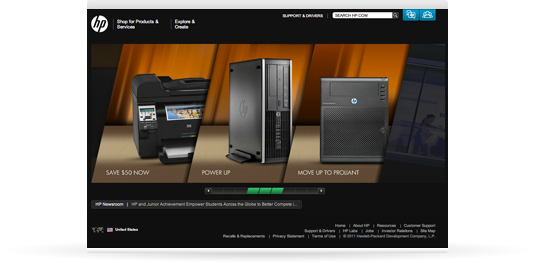 hp
Shop for Products & Services
Explore & Create
SUPPORT & DRIVERS
SEARCH HP.COM
SAVE $50 NOW
POWER UP
MOVE UP TO PROLIANT
HP Newsroom | HP and Junior Achievement Empower Students Across the Globe to Better Compete i...
United States
Home | About HP | Resources | Customer Support
Support & Drivers | HP Labs | Jobs | Investor Relations | Site Map
Recalls & Replacements | Privacy Statement | Terms of Use | © 2011 Hewlett-Packard Development Company, L.P.